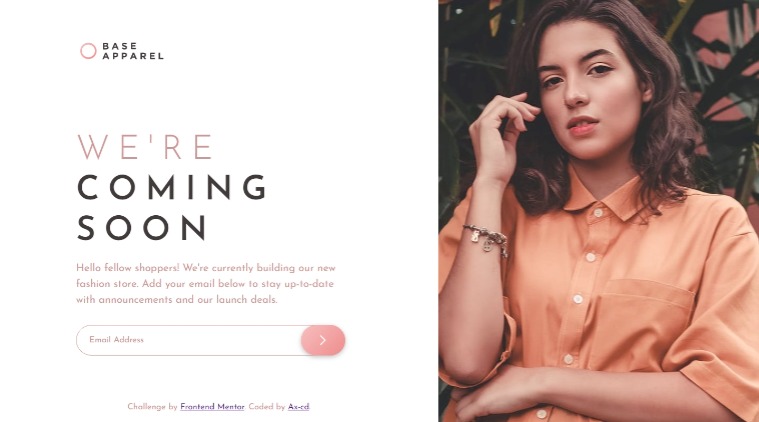 BASE
APPAREL
WE'RE
COMING
SOON
Hello fellow shoppers! We're currently building our new
fashion store. Add your email below to stay up-to-date
with announcements and our launch deals.
Email Address
Challenge by Frontend Mentor. Coded by Ax-cd.